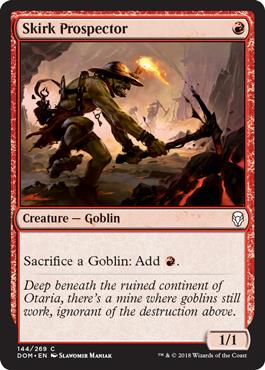 Skirk Prospector
Creature — Goblin
Sacrifice a Goblin: Add
Deep beneath the ruined continent of
Otaria, there's a mine where goblins still
work, ignorant of the destruction above.
1/1
144/269 C
DOM • EN Slawomir Maniak
™ & © 2018 Wizards of the Coast